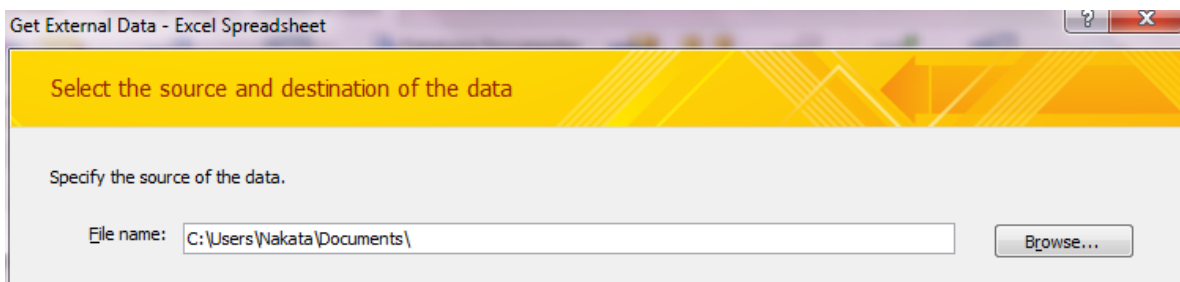 Get External Data - Excel Spreadsheet
Select the source and destination of the data
Specify the source of the data.
File name: C:\Users\Nakata\Documents\ Browse...